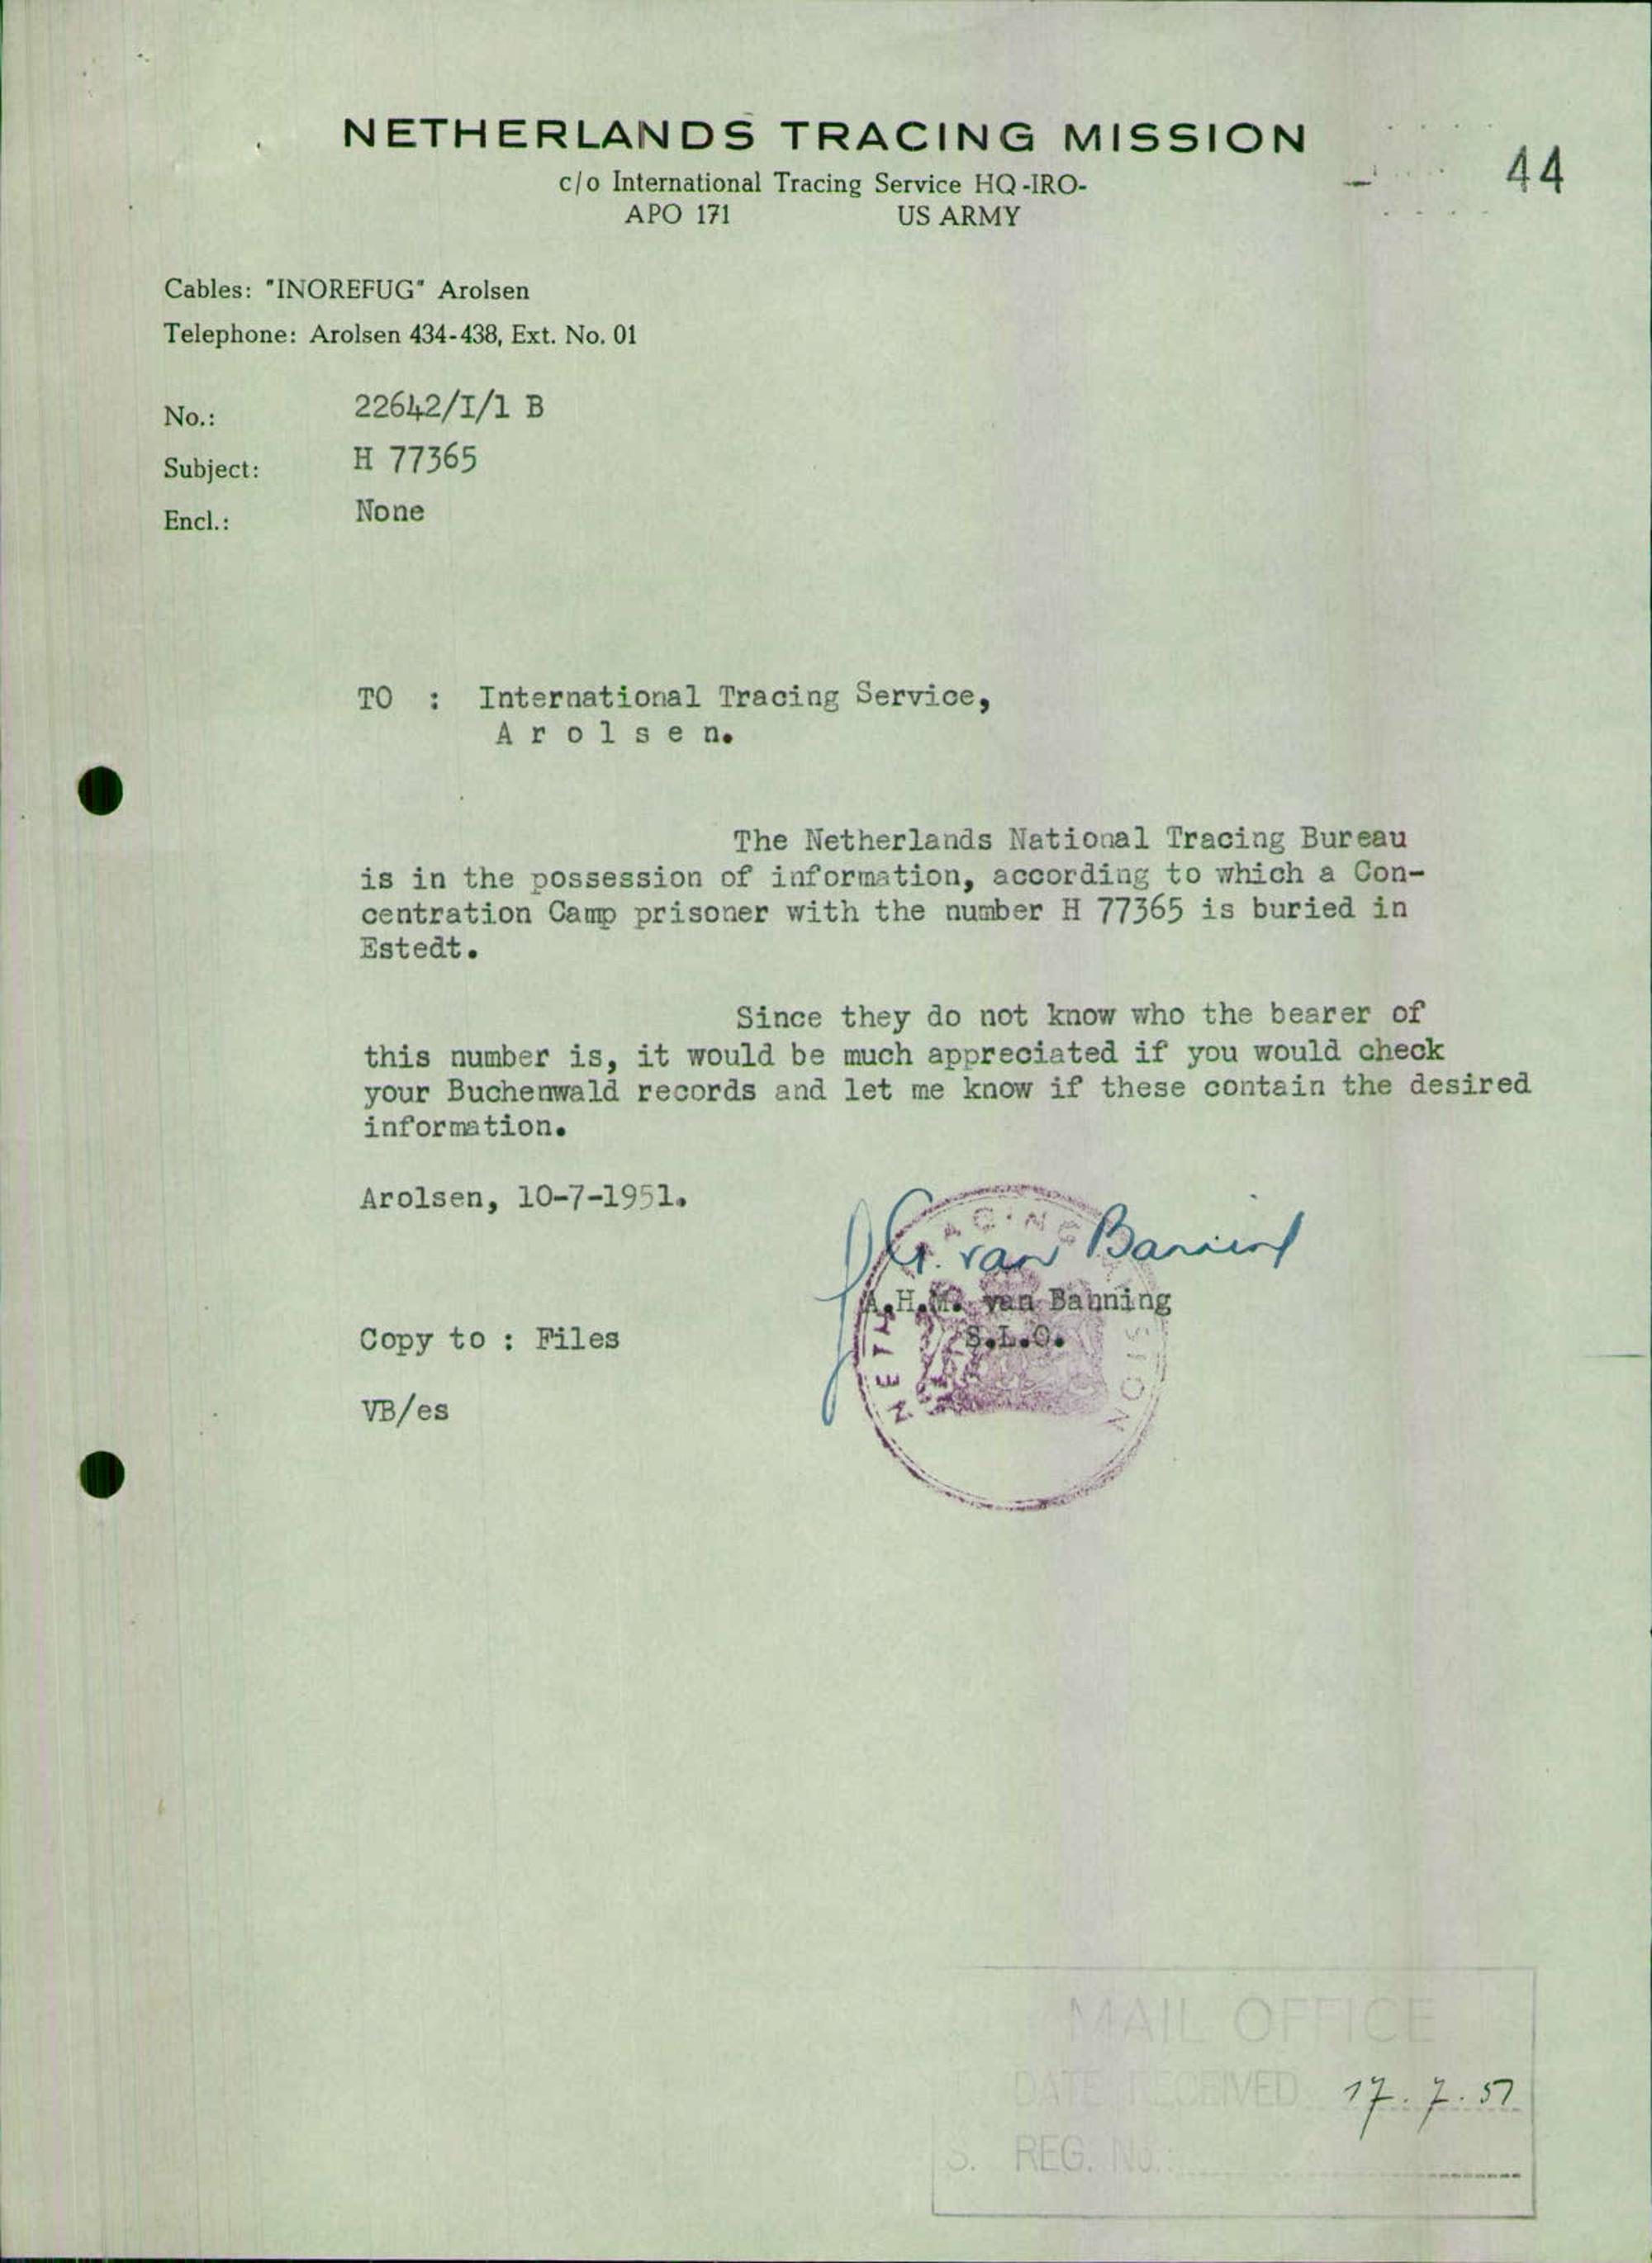 NETHERLANDS TRACING MISSION
44
c/o International Tracing Service HQ-IRO-
APO 171 US ARMY
Cables: "INOREFUG" Arolsen
Telephone: Arolsen 434-438, Ext. No. 01
No.: 22642/I/1 B
Subject: H 77365
Encl.: None
TO : International Tracing Service,
A r o l s e n.
The Netherlands National Tracing Bureau
is in the possession of information, according to which a Con-
centration Camp prisoner with the number H 77365 is buried in
Estedt.
Since they do not know who the bearer of
this number is, it would be much appreciated if you would check
your Buchenwald records and let me know if these contain the desired
information.
Arolsen, 10-7-1951.
van Banning
A.H.M. van Banning
S.L.O.
Copy to : Files
VB/es
MAIL OFFICE
DATE RECEIVED 17.7.51
S. REG. No.: